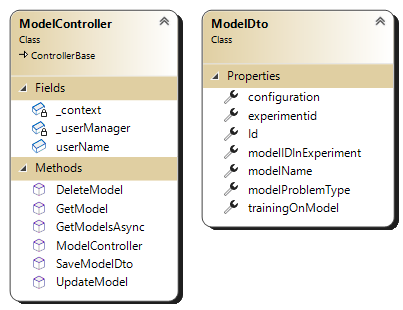 ModelController
Class
ControllerBase
Fields
_context
_userManager
userName
Methods
DeleteModel
GetModel
GetModelsAsync
ModelController
SaveModelDto
UpdateModel
ModelDto
Class
Properties
configuration
experimentid
Id
modelIDInExperiment
modelName
modelProblemType
trainingOnModel